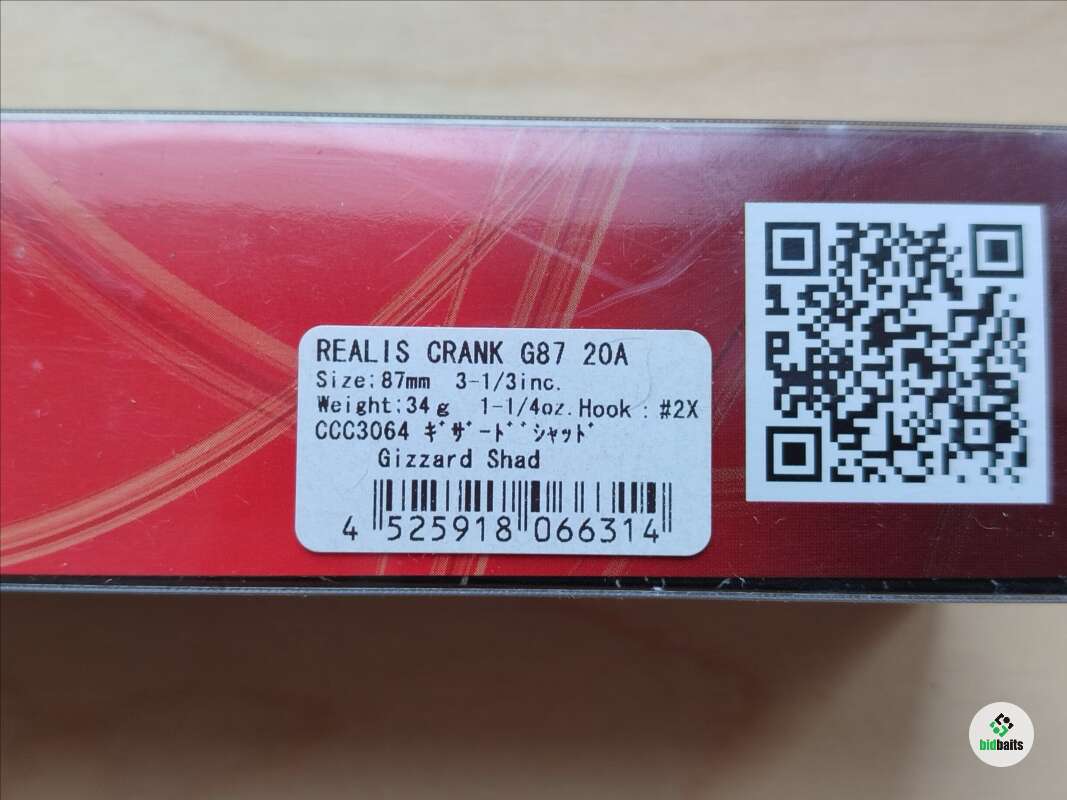 REALIS CRANK G87 20A
Size:87mm 3-1/3inc.
Weight:34g 1-1/4oz. Hook : #2X
CCC3064 ｷﾞｻﾞｰﾄﾞﾞｼｬｯﾄﾞ
Gizzard Shad
4 525918 066314
bidbaits